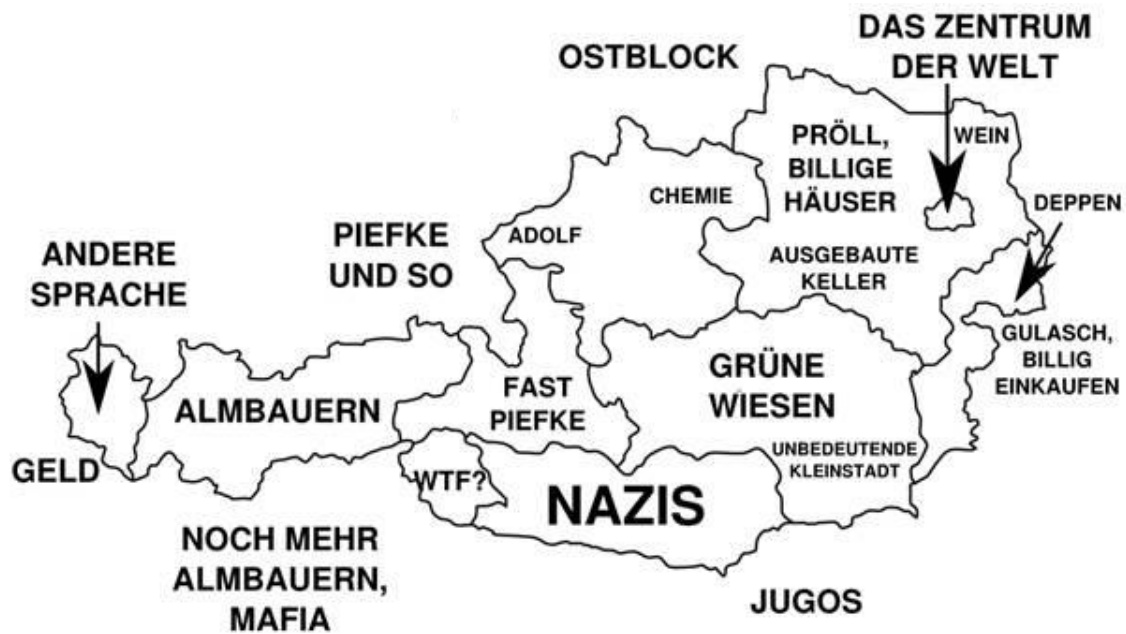 DAS ZENTRUM
DER WELT
OSTBLOCK
WEIN
PRÖLL,
BILLIGE
HÄUSER
CHEMIE
DEPPEN
ADOLF
PIEFKE
UND SO
ANDERE
SPRACHE
AUSGEBAUTE
KELLER
GULASCH,
BILLIG
EINKAUFEN
GRÜNE
WIESEN
FAST
PIEFKE
ALMBAUERN
UNBEDEUTENDE
KLEINSTADT
GELD
WTF?
NAZIS
NOCH MEHR
ALMBAUERN,
MAFIA
JUGOS